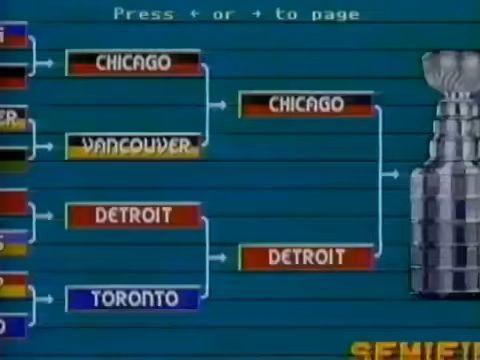 Press ← or → to page
CHICAGO
CHICAGO
VANCOUVER
DETROIT
DETROIT
TORONTO